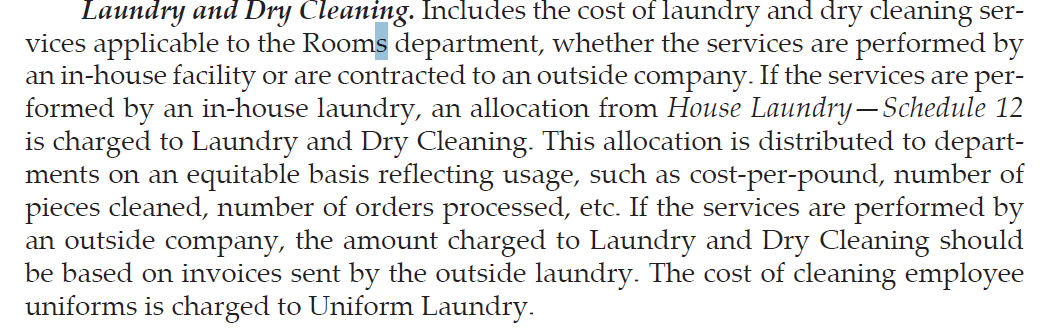 Laundry and Dry Cleaning. Includes the cost of laundry and dry cleaning ser-
vices applicable to the Rooms department, whether the services are performed by
an in-house facility or are contracted to an outside company. If the services are per-
formed by an in-house laundry, an allocation from House Laundry—Schedule 12
is charged to Laundry and Dry Cleaning. This allocation is distributed to depart-
ments on an equitable basis reflecting usage, such as cost-per-pound, number of
pieces cleaned, number of orders processed, etc. If the services are performed by
an outside company, the amount charged to Laundry and Dry Cleaning should
be based on invoices sent by the outside laundry. The cost of cleaning employee
uniforms is charged to Uniform Laundry.